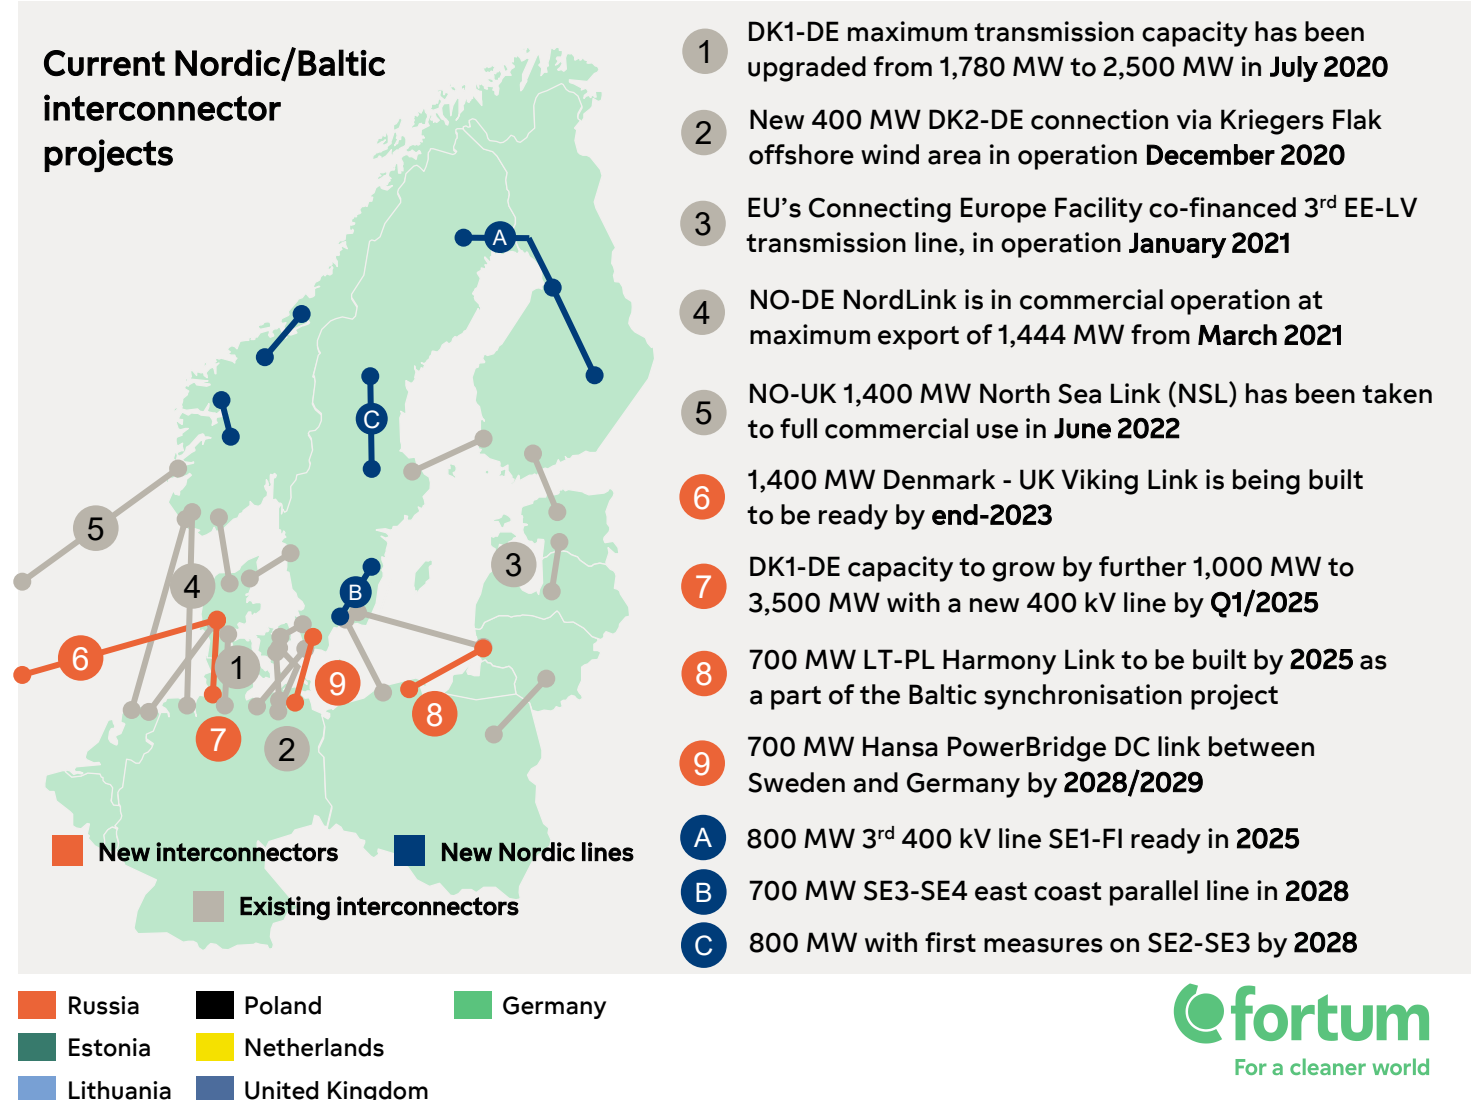 Current Nordic/Baltic
interconnector
projects
1
DK1-DE maximum transmission capacity has been
upgraded from 1,780 MW to 2,500 MW in July 2020
2
New 400 MW DK2-DE connection via Kriegers Flak
offshore wind area in operation December 2020
3
EU's Connecting Europe Facility co-financed 3rd EE-LV
transmission line, in operation January 2021
4
NO-DE NordLink is in commercial operation at
maximum export of 1,444 MW from March 2021
5
NO-UK 1,400 MW North Sea Link (NSL) has been taken
to full commercial use in June 2022
6
1,400 MW Denmark - UK Viking Link is being built
to be ready by end-2023
7
DK1-DE capacity to grow by further 1,000 MW to
3,500 MW with a new 400 kV line by Q1/2025
8
700 MW LT-PL Harmony Link to be built by 2025 as
a part of the Baltic synchronisation project
9
700 MW Hansa PowerBridge DC link between
Sweden and Germany by 2028/2029
A
800 MW 3rd 400 kV line SE1-FI ready in 2025
B
700 MW SE3-SE4 east coast parallel line in 2028
C
800 MW with first measures on SE2-SE3 by 2028
A
C
5
3
4
B
6
1
9
8
7
2
New interconnectors
New Nordic lines
Existing interconnectors
Russia
Poland
Germany
Estonia
Netherlands
Lithuania
United Kingdom
fortum
For a cleaner world